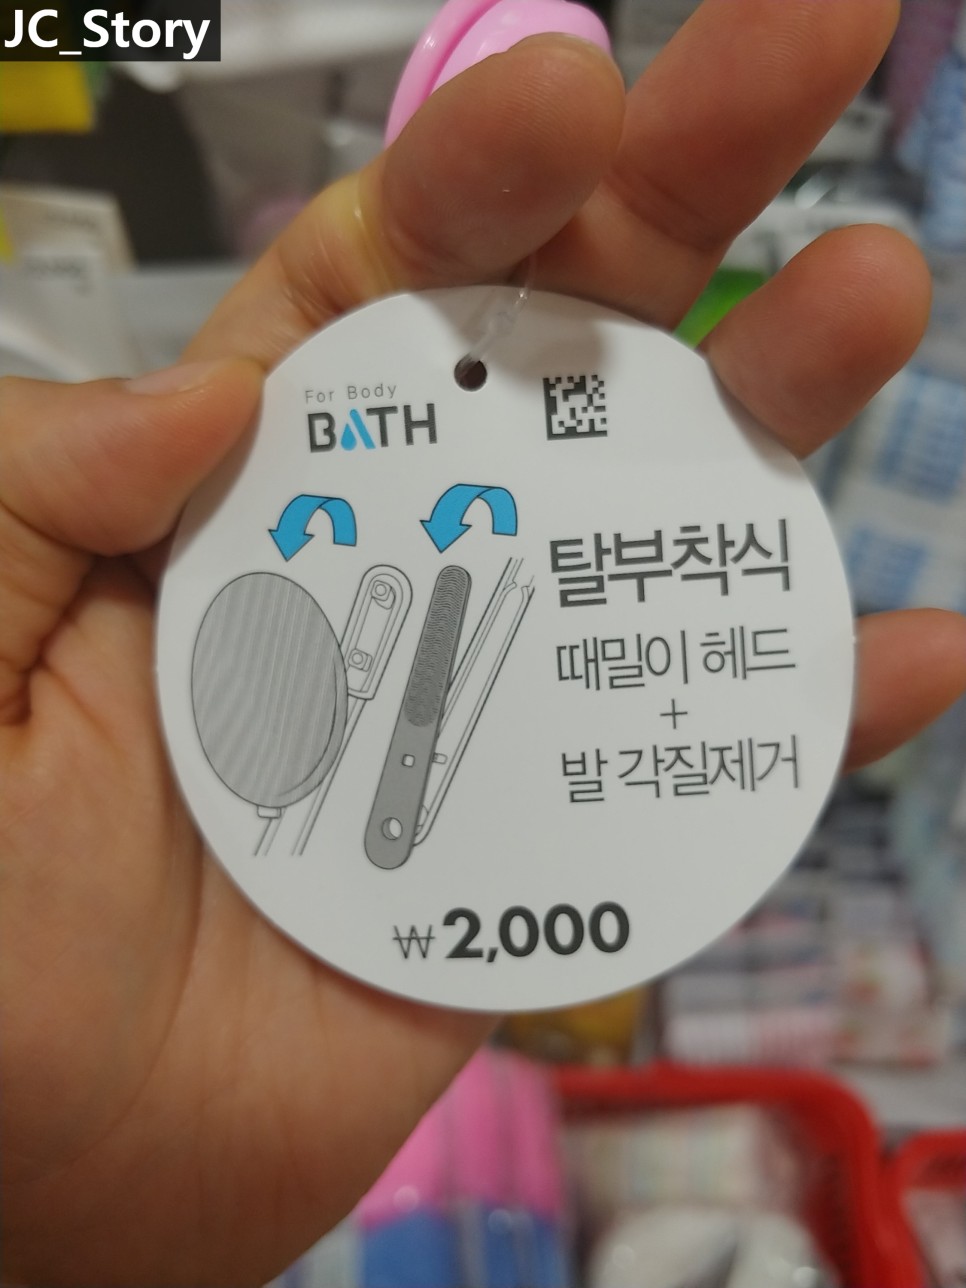 JC_Story
For Body
BATH
탈부착식
때밀이 헤드
+
발 각질제거
₩2,000